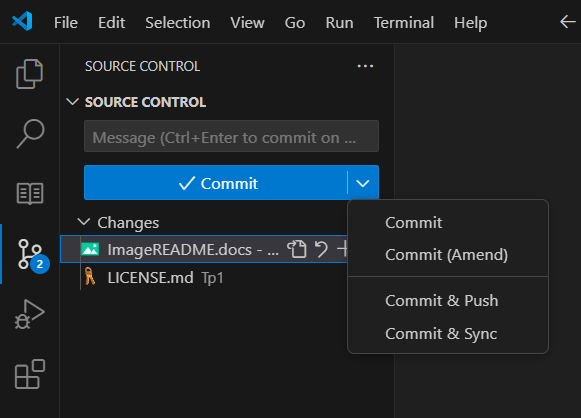 File Edit Selection View Go Run Terminal Help
SOURCE CONTROL
SOURCE CONTROL
Message (Ctrl+Enter to commit on ...
Commit
Changes
Commit
ImageREADME.docs - ...
Commit (Amend)
2
LICENSE.md Tp1
Commit & Push
Commit & Sync